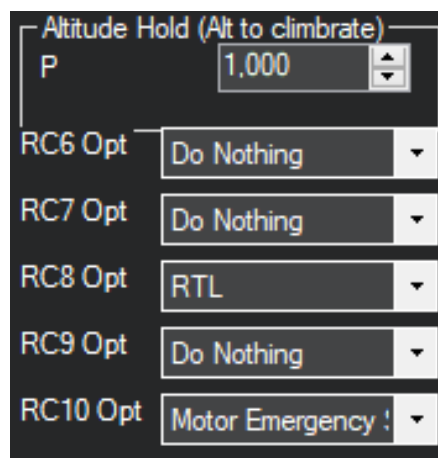 Altitude Hold (Alt to climbrate)
P 1,000
RC6 Opt Do Nothing
RC7 Opt Do Nothing
RC8 Opt RTL
RC9 Opt Do Nothing
RC10 Opt Motor Emergency